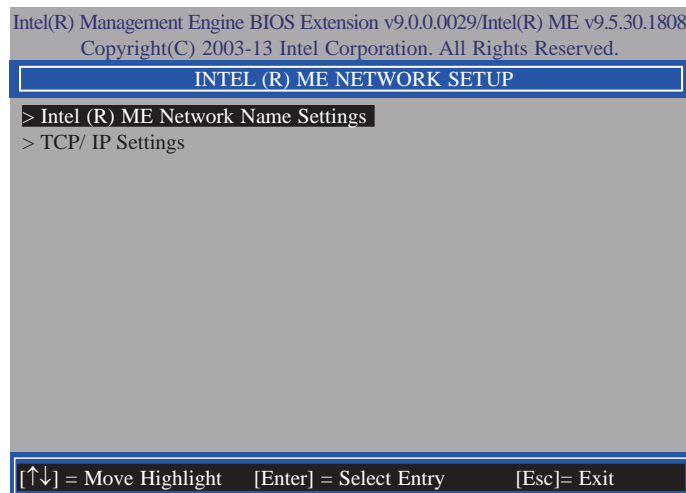 Intel(R) Management Engine BIOS Extension v9.0.0.0029/Intel(R) ME v9.5.30.1808
Copyright(C) 2003-13 Intel Corporation. All Rights Reserved.
INTEL (R) ME NETWORK SETUP
> Intel (R) ME Network Name Settings
> TCP/ IP Settings
[↑↓] = Move Highlight [Enter] = Select Entry [Esc]= Exit